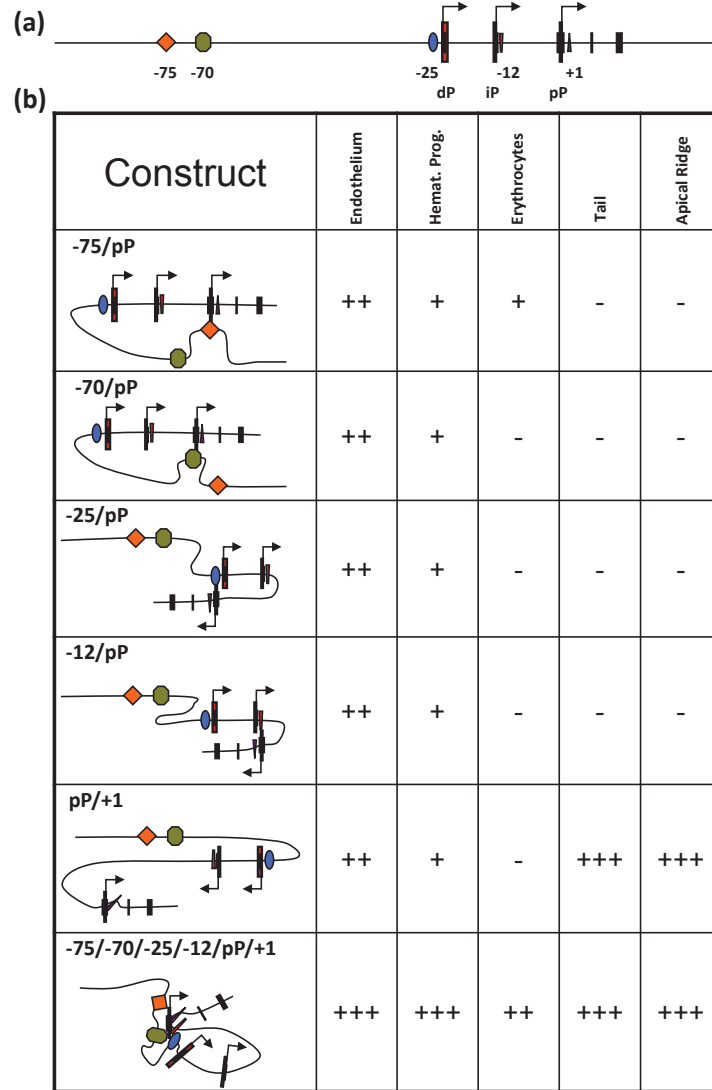 (a)
-75 -70 -25 -12 +1
dP iP pP
(b)
Construct Endothelium Hemat. Prog. Erythrocytes Tail Apical Ridge
-75/pP
++ + + - -
-70/pP
++ + - - -
-25/pP
++ + - - -
-12/pP
++ + - - -
pP/+1
++ + - +++ +++
-75/-70/-25/-12/pP/+1
+++ +++ ++ +++ +++